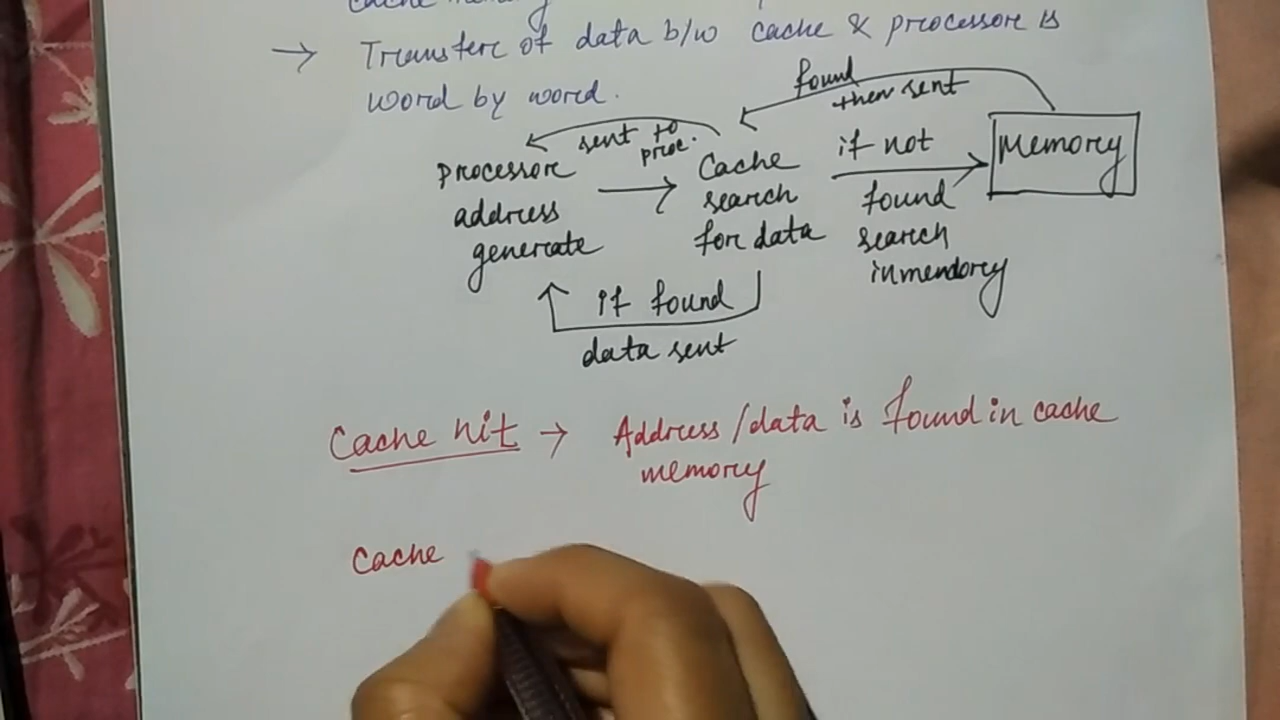 → Transfer of data b/w cache & processor is
word by word.
found
then sent
sent to
proc.
Processor
address
generate
→
Cache
search
for data
if not
found
search
in memory
Memory
if found
data sent
Cache hit → Address/data is found in cache
memory
Cache